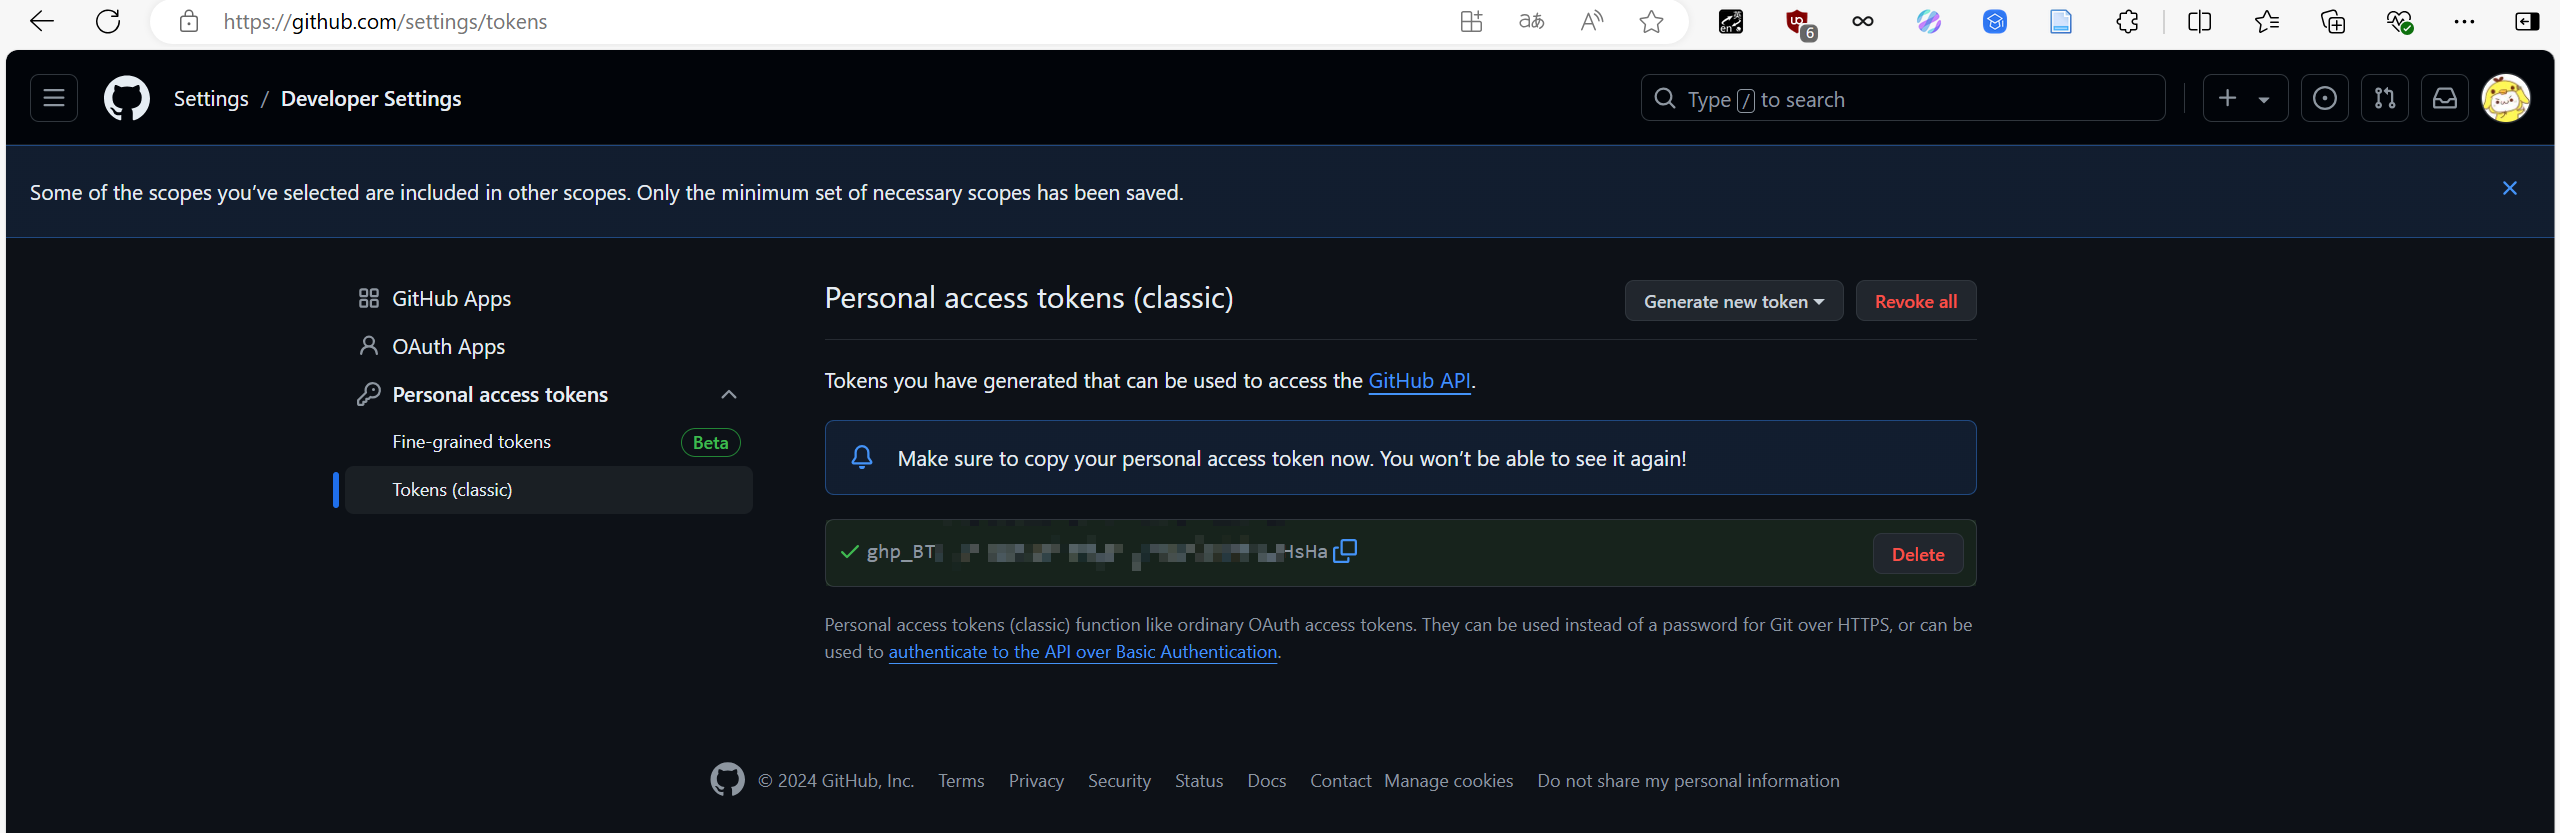 https://github.com/settings/tokens
6
Settings / Developer Settings
Type / to search
Some of the scopes you’ve selected are included in other scopes. Only the minimum set of necessary scopes has been saved.
GitHub Apps
OAuth Apps
Personal access tokens
Fine-grained tokens Beta
Tokens (classic)
Personal access tokens (classic)
Generate new token
Revoke all
Tokens you have generated that can be used to access the GitHub API.
Make sure to copy your personal access token now. You won’t be able to see it again!
ghp_BT HsHa
Delete
Personal access tokens (classic) function like ordinary OAuth access tokens. They can be used instead of a password for Git over HTTPS, or can be
used to authenticate to the API over Basic Authentication.
© 2024 GitHub, Inc. Terms Privacy Security Status Docs Contact Manage cookies Do not share my personal information